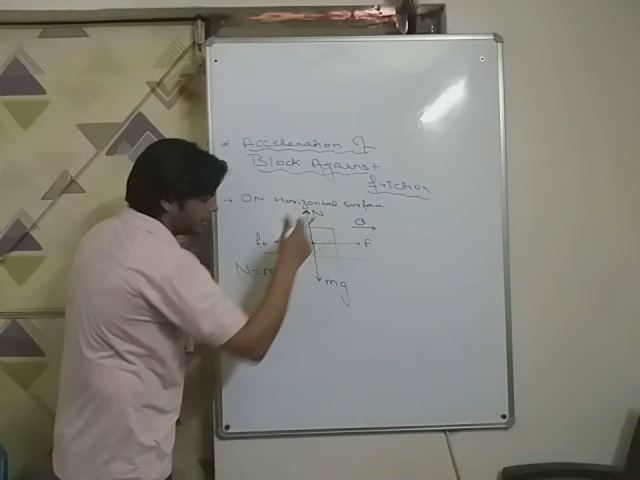 * Acceleration of
Block Against
friction
→ ON Horizontal surface
N
a
F
N = m
mg